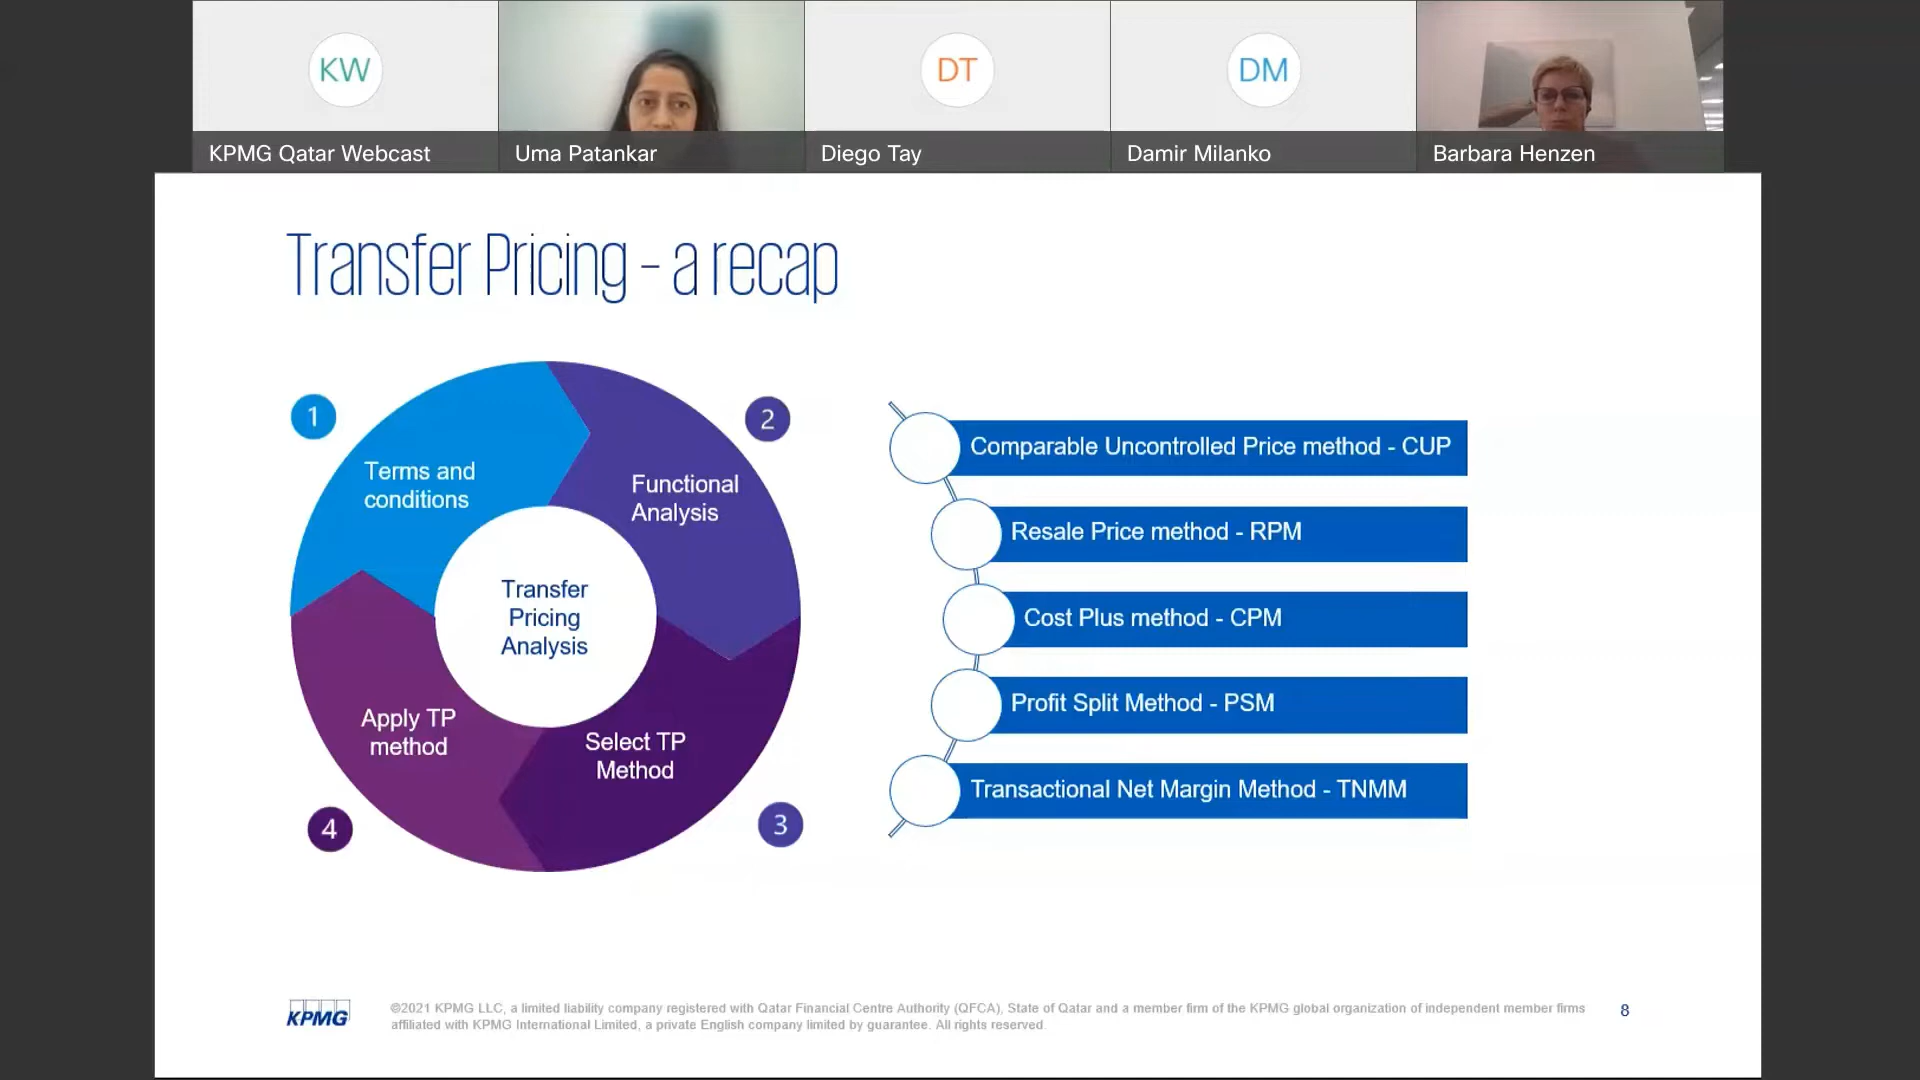 KW
DT
DM
KPMG Qatar Webcast
Uma Patankar
Diego Tay
Damir Milanko
Barbara Henzen
Transfer Pricing – a recap
1
2
Terms and
conditions
Functional
Analysis
Transfer
Pricing
Analysis
Apply TP
method
Select TP
Method
4
3
Comparable Uncontrolled Price method - CUP
Resale Price method - RPM
Cost Plus method - CPM
Profit Split Method - PSM
Transactional Net Margin Method - TNMM
KPMG
©2021 KPMG LLC, a limited liability company registered with Qatar Financial Centre Authority (QFCA), State of Qatar and a member firm of the KPMG global organization of independent member firms
affiliated with KPMG International Limited, a private English company limited by guarantee. All rights reserved.
8